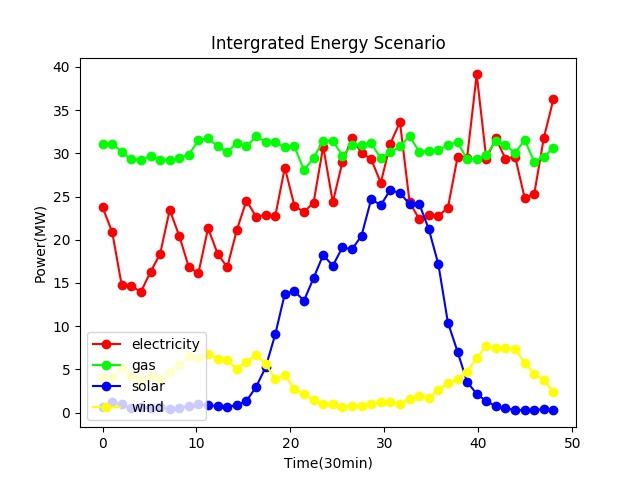 Intergrated Energy Scenario
Power(MW)
40
35
30
25
20
15
10
5
0
electricity
gas
solar
wind
0 10 20 30 40 50
Time(30min)